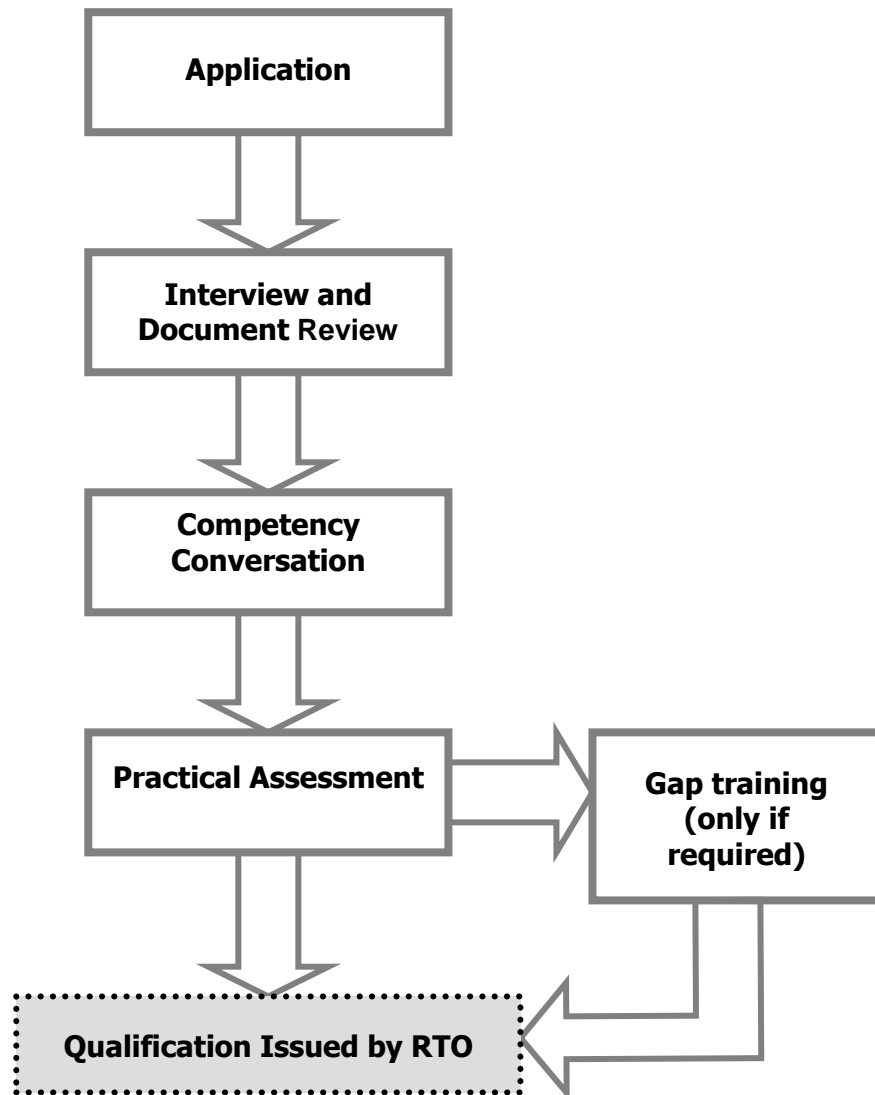 Application
Interview and
Document Review
Competency
Conversation
Practical Assessment
Gap training
(only if
required)
Qualification Issued by RTO